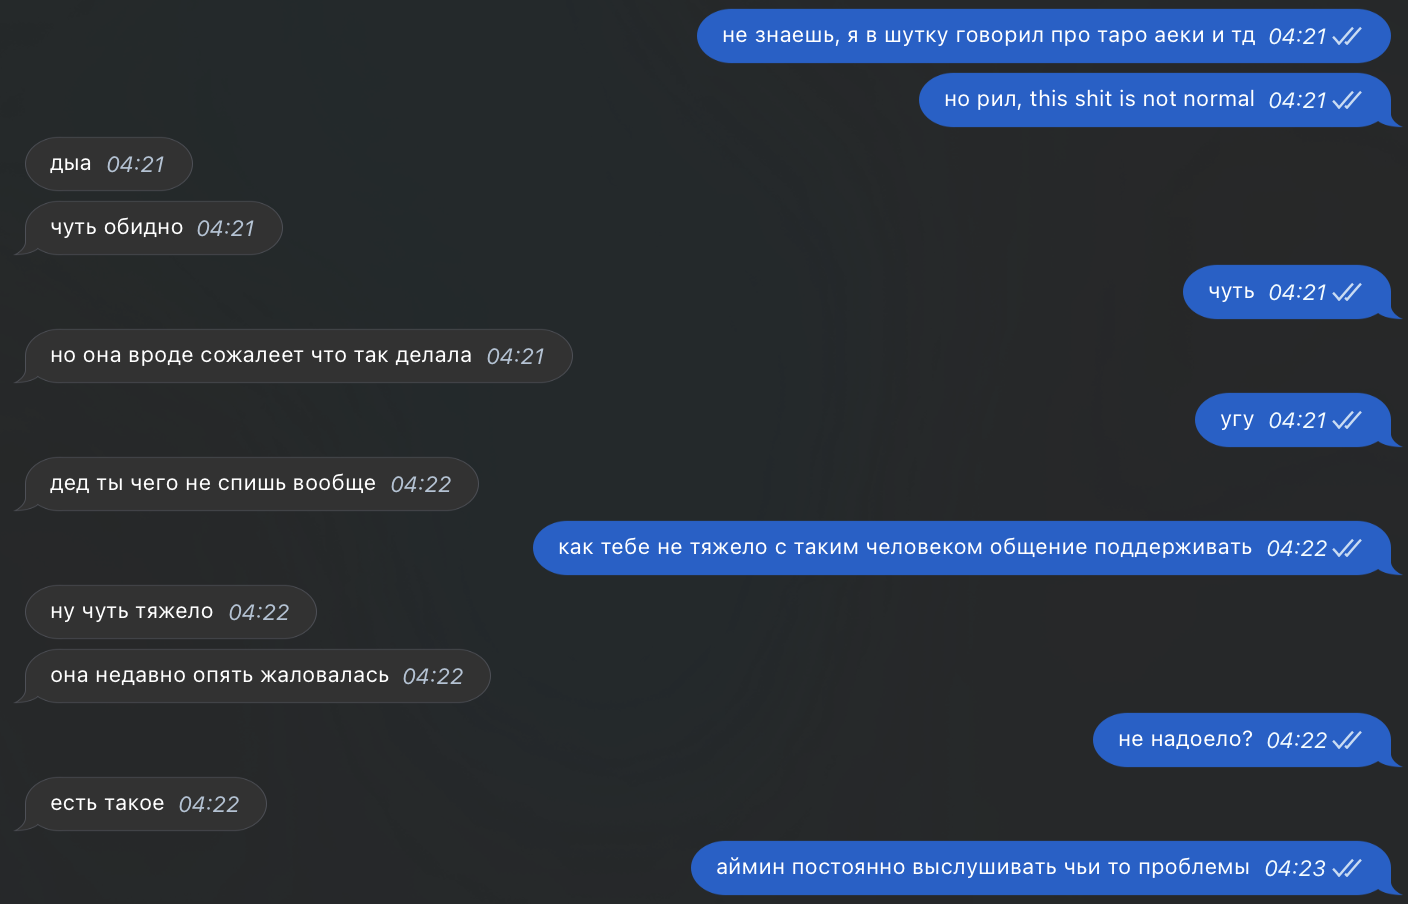 не знаешь, я в шутку говорил про таро аеки и тд 04:21
но рил, this shit is not normal 04:21
дыа 04:21
чуть обидно 04:21
чуть 04:21
но она вроде сожалеет что так делала 04:21
угу 04:21
дед ты чего не спишь вообще 04:22
как тебе не тяжело с таким человеком общение поддерживать 04:22
ну чуть тяжело 04:22
она недавно опять жаловалась 04:22
не надоело? 04:22
есть такое 04:22
аймин постоянно выслушивать чьи то проблемы 04:23